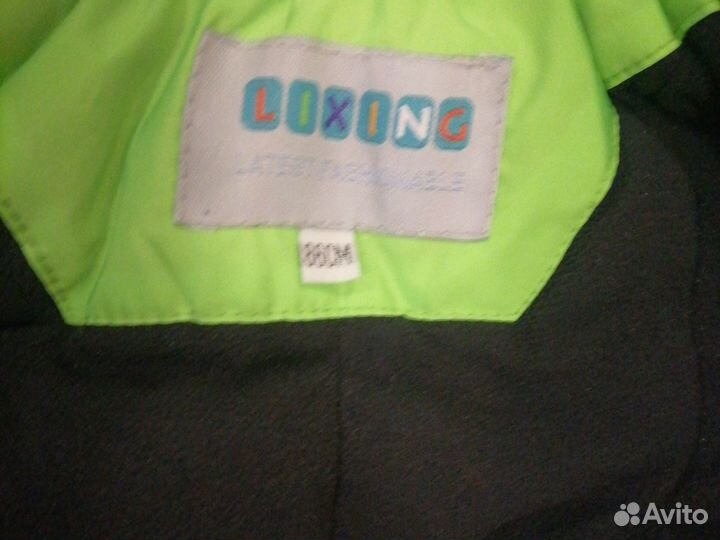 LIXING
LATEST FASHIONABLE
86CM
Avito